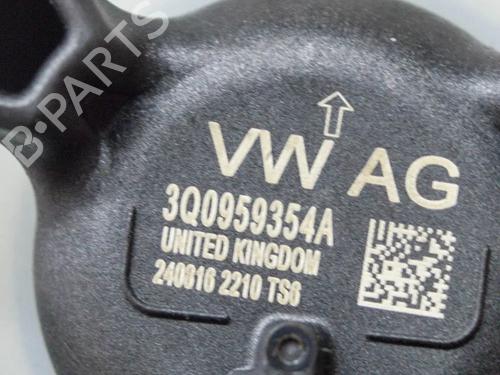 B-PARTS
VW AG
3Q0959354A
UNITED KINGDOM
240816 2210 TS6